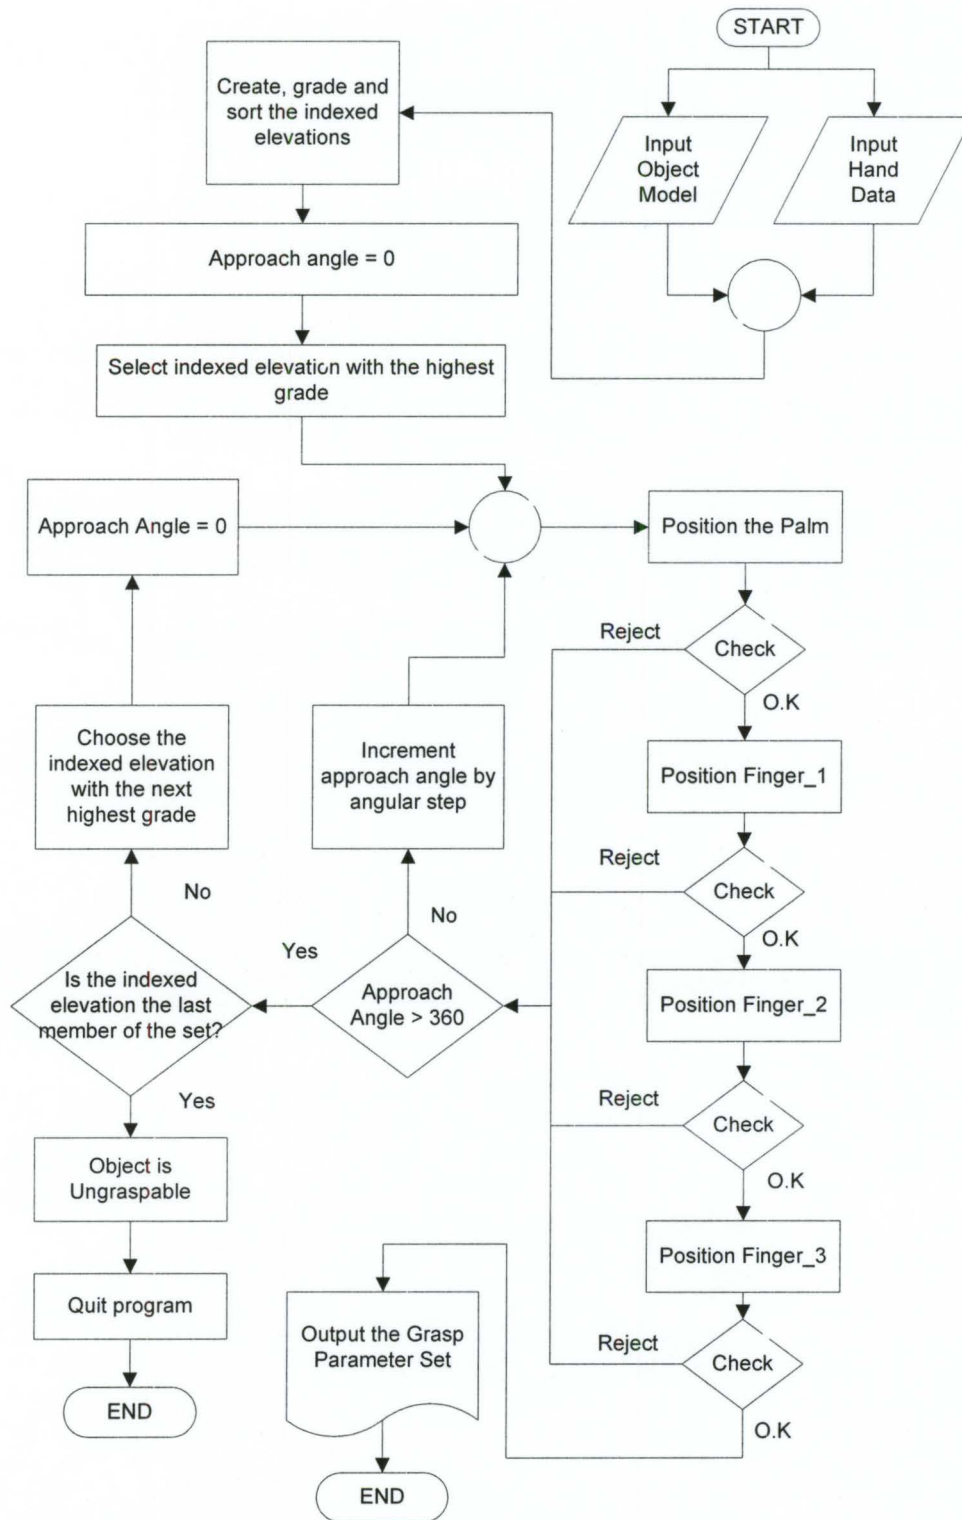 START
Create, grade and
sort the indexed
elevations
Input
Object
Model
Input
Hand
Data
Approach angle = 0
Select indexed elevation with the highest
grade
Approach Angle = 0
Position the Palm
Reject
Check
O.K
Choose the
indexed elevation
with the next
highest grade
Increment
approach angle by
angular step
Position Finger_1
Reject
Check
O.K
No
No
Yes
Is the indexed
elevation the last
member of the set?
Approach
Angle > 360
Position Finger_2
Yes
Reject
Check
O.K
Object is
Ungraspable
Position Finger_3
Quit program
Output the Grasp
Parameter Set
Reject
Check
O.K
END
END